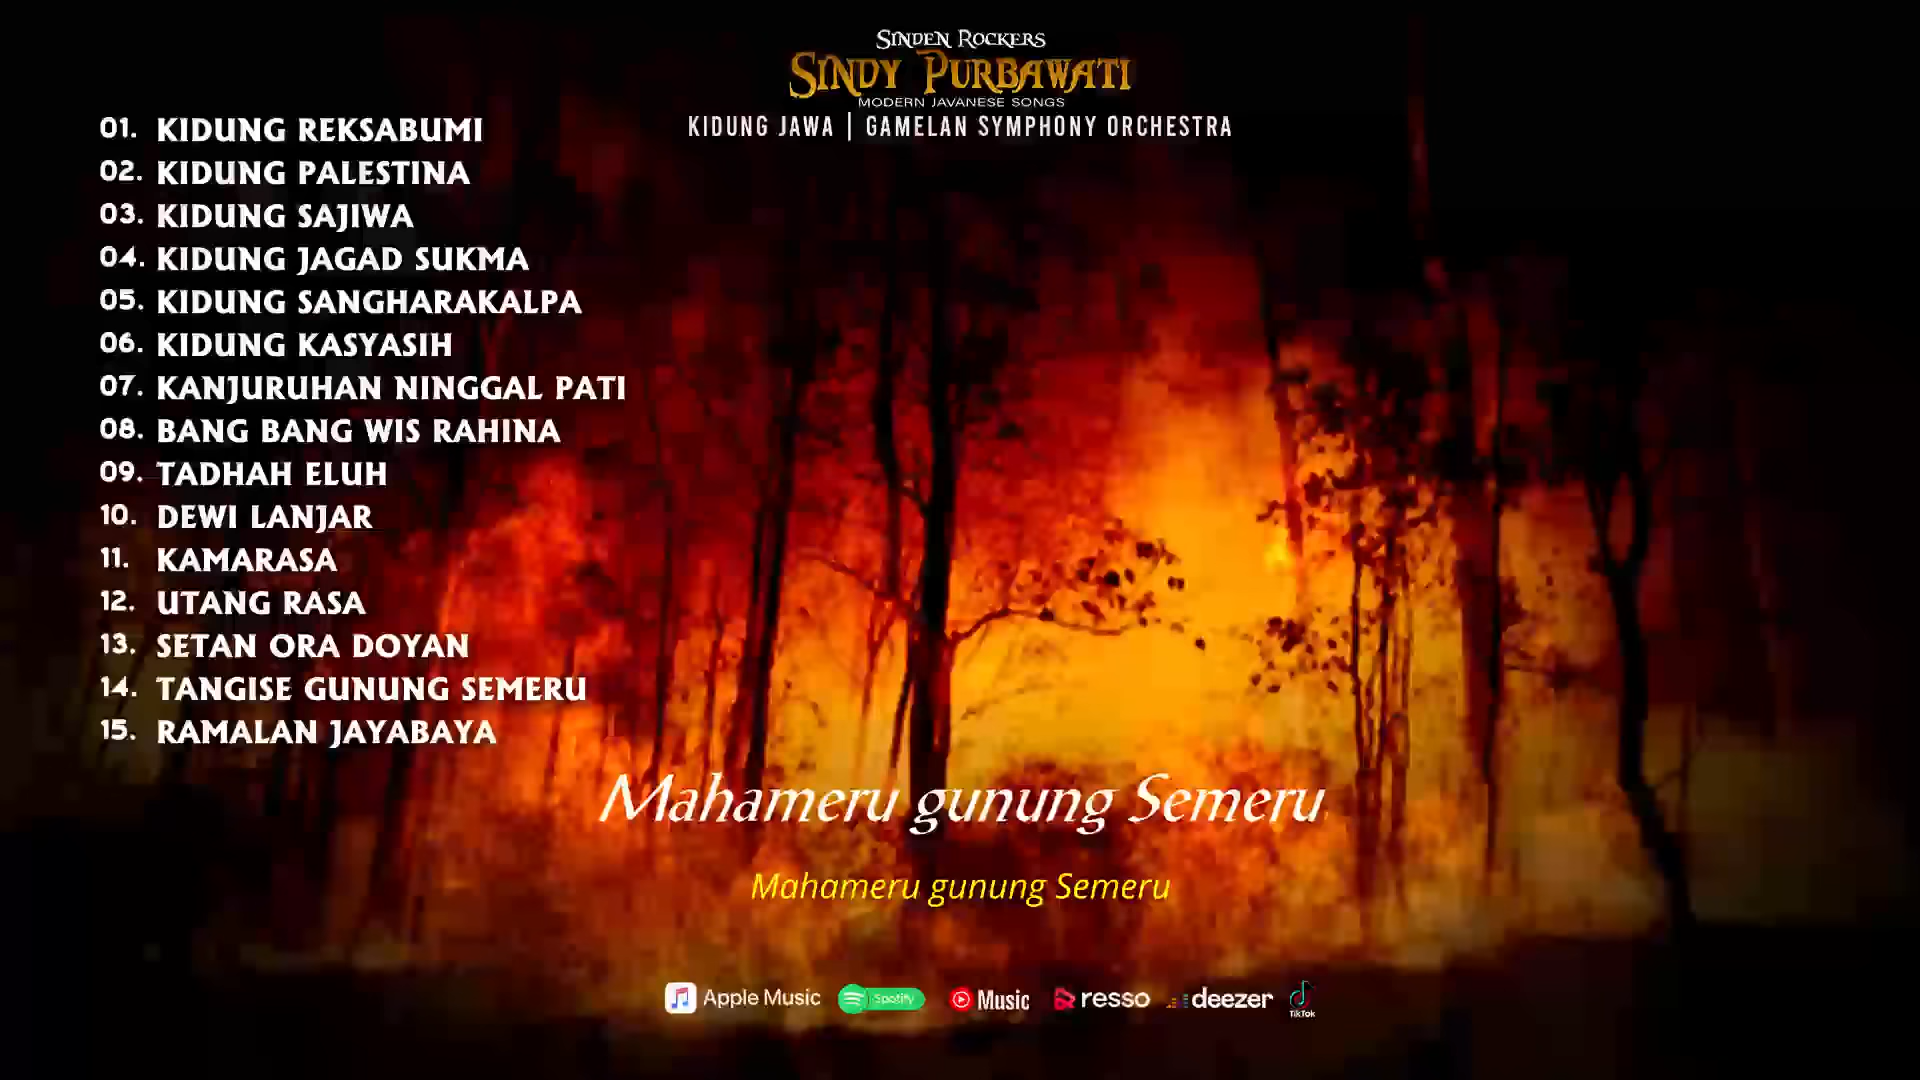 SINDEN ROCKERS
SINDY PURBAWATI
MODERN JAVANESE SONGS
KIDUNG JAWA | GAMELAN SYMPHONY ORCHESTRA
01. KIDUNG REKSABUMI
02. KIDUNG PALESTINA
03. KIDUNG SAJIWA
04. KIDUNG JAGAD SUKMA
05. KIDUNG SANGHARAKALPA
06. KIDUNG KASYASIH
07. KANJURUHAN NINGGAL PATI
08. BANG BANG WIS RAHINA
09. TADHAH ELUH
10. DEWI LANJAR
11. KAMARASA
12. UTANG RASA
13. SETAN ORA DOYAN
14. TANGISE GUNUNG SEMERU
15. RAMALAN JAYABAYA
Mahameru gunung Semeru
Mahameru gunung Semeru
Apple Music Spotify Music resso deezer TikTok